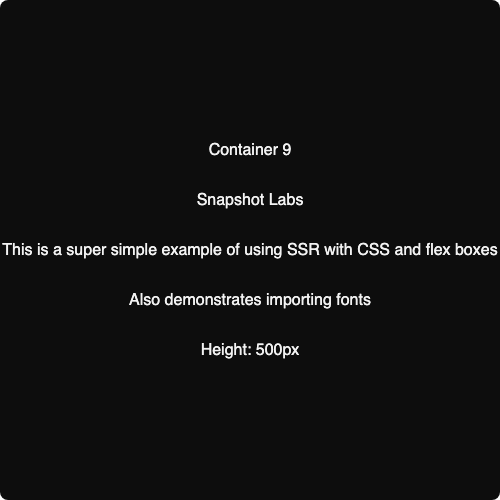 Container 9
Snapshot Labs
This is a super simple example of using SSR with CSS and flex boxes
Also demonstrates importing fonts
Height: 500px